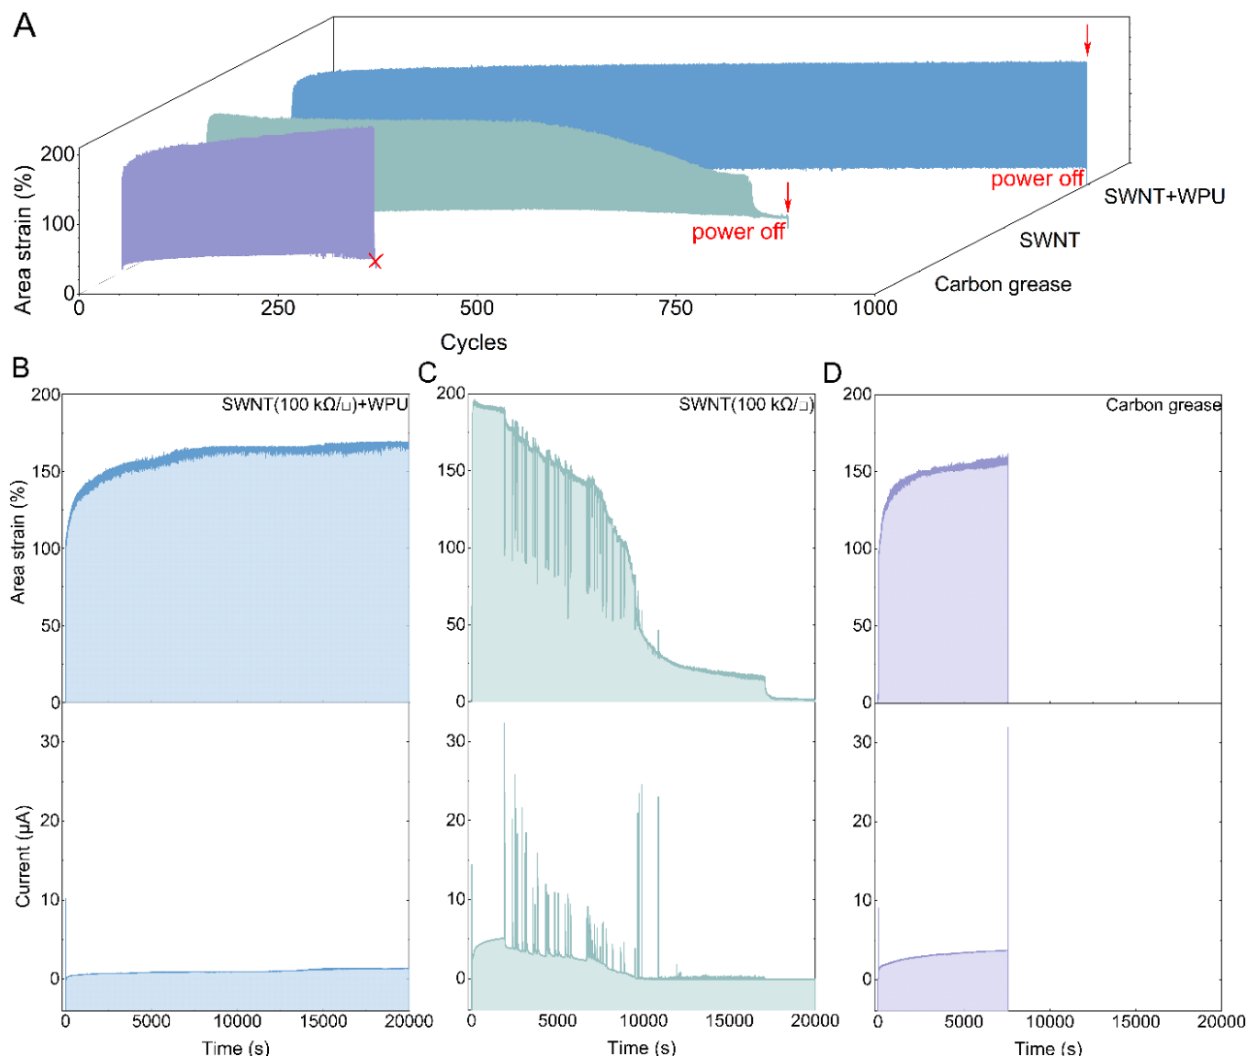 A
Area strain (%)
200
150
100
50
0
0
250
500
750
1000
Cycles
power off
power off
SWNT+WPU
SWNT
Carbon grease
B
SWNT(100 kΩ/□)+WPU
Area strain (%)
200
150
100
50
0
Current (μA)
30
20
10
0
0
5000
10000
15000
20000
Time (s)
C
SWNT(100 kΩ/□)
200
150
100
50
0
30
20
10
0
0
5000
10000
15000
20000
Time (s)
D
Carbon grease
200
150
100
50
0
30
20
10
0
0
5000
10000
15000
20000
Time (s)